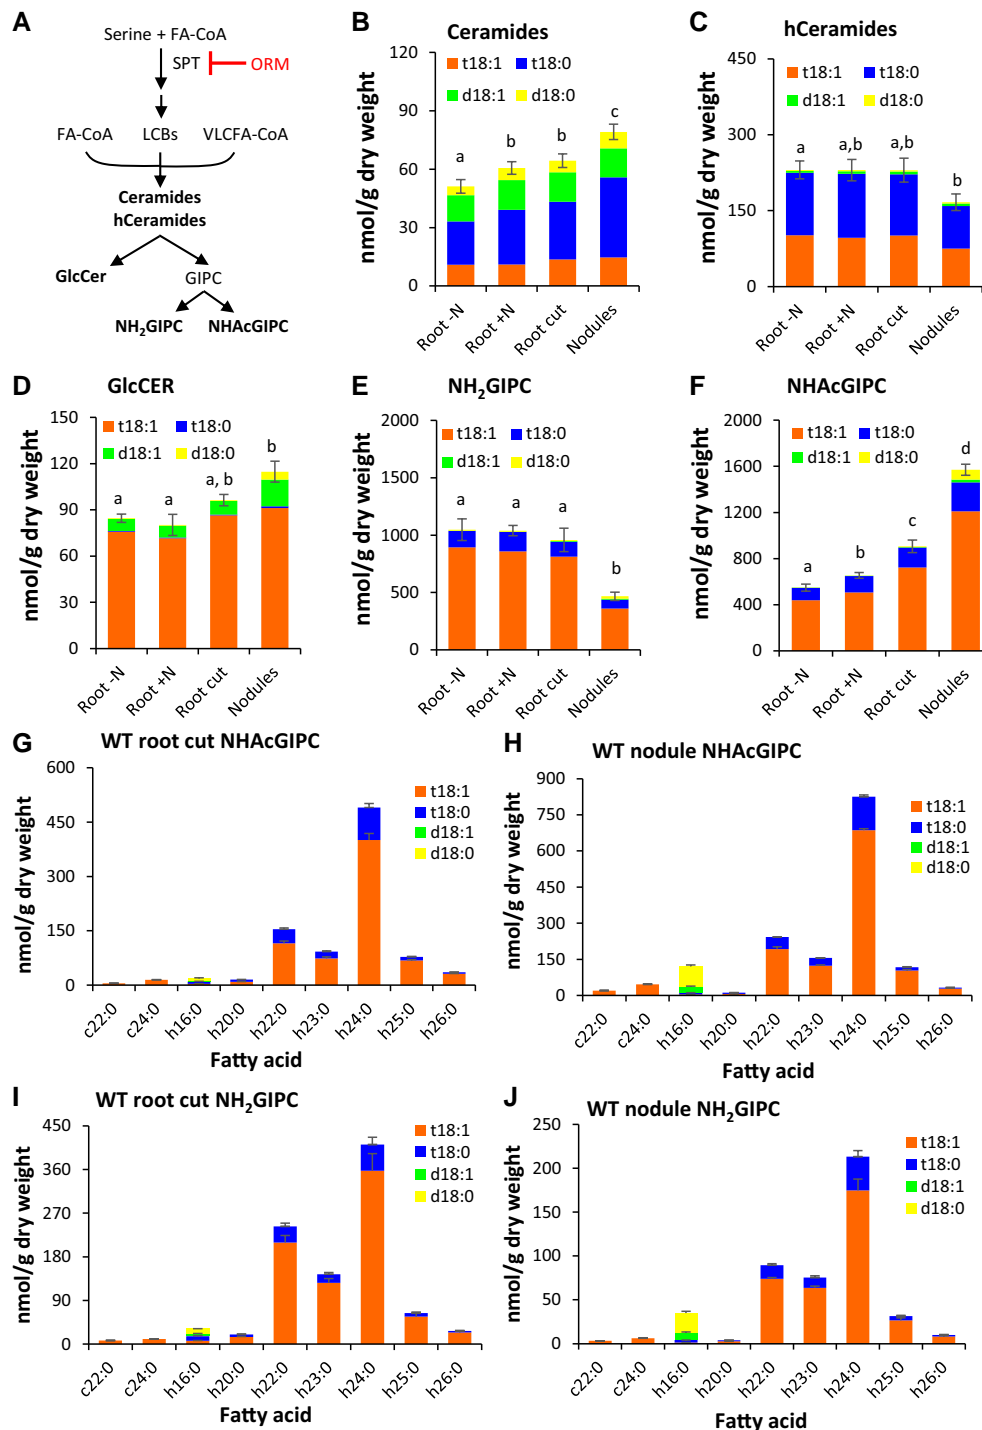 A
Serine + FA-CoA
SPT
ORM
FA-CoA LCBs VLCFA-CoA
Ceramides
hCeramides
GlcCer
GIPC
NH₂GIPC NHAcGIPC
B
Ceramides
t18:1 t18:0
d18:1 d18:0
nmol/g dry weight
120
90
60
30
0
a
b
b
c
Root -N
Root +N
Root cut
Nodules
C
hCeramides
t18:1 t18:0
d18:1 d18:0
nmol/g dry weight
450
300
150
0
a
a,b
a,b
b
Root -N
Root +N
Root cut
Nodules
D
GlcCER
t18:1 t18:0
d18:1 d18:0
nmol/g dry weight
150
120
90
60
30
0
a
a
a, b
b
Root -N
Root +N
Root cut
Nodules
E
NH₂GIPC
t18:1 t18:0
d18:1 d18:0
nmol/g dry weight
2000
1500
1000
500
0
a
a
a
b
Root -N
Root +N
Root cut
Nodules
F
NHAcGIPC
t18:1 t18:0
d18:1 d18:0
nmol/g dry weight
2000
1600
1200
800
400
0
a
b
c
d
Root -N
Root +N
Root cut
Nodules
G
WT root cut NHAcGIPC
t18:1
t18:0
d18:1
d18:0
nmol/g dry weight
600
450
300
150
0
c22:0
c24:0
h16:0
h20:0
h22:0
h23:0
h24:0
h25:0
h26:0
Fatty acid
H
WT nodule NHAcGIPC
t18:1
t18:0
d18:1
d18:0
nmol/g dry weight
900
750
600
450
300
150
0
c22:0
c24:0
h16:0
h20:0
h22:0
h23:0
h24:0
h25:0
h26:0
Fatty acid
I
WT root cut NH₂GIPC
t18:1
t18:0
d18:1
d18:0
nmol/g dry weight
450
360
270
180
90
0
c22:0
c24:0
h16:0
h20:0
h22:0
h23:0
h24:0
h25:0
h26:0
Fatty acid
J
WT nodule NH₂GIPC
t18:1
t18:0
d18:1
d18:0
nmol/g dry weight
250
200
150
100
50
0
c22:0
c24:0
h16:0
h20:0
h22:0
h23:0
h24:0
h25:0
h26:0
Fatty acid